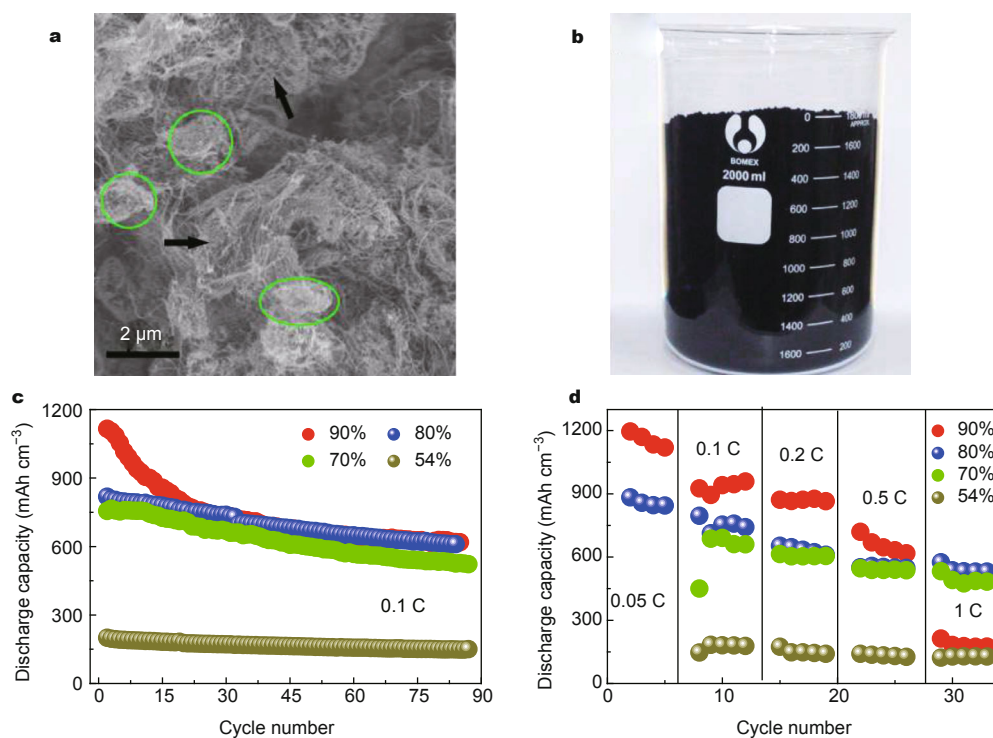 a
2 μm
b
0 180 ml
APPROX
BOMEX
2000 ml
200 1600
400 1400
600 1200
800 1000
1000 800
1200 600
1400 400
1600 200
c
1200
900
600
300
0
0 15 30 45 60 75 90
Discharge capacity (mAh cm⁻³)
Cycle number
90% 80%
70% 54%
0.1 C
d
1200
900
600
300
0
0 10 20 30
Discharge capacity (mAh cm⁻³)
Cycle number
0.05 C
0.1 C
0.2 C
0.5 C
1 C
90%
80%
70%
54%